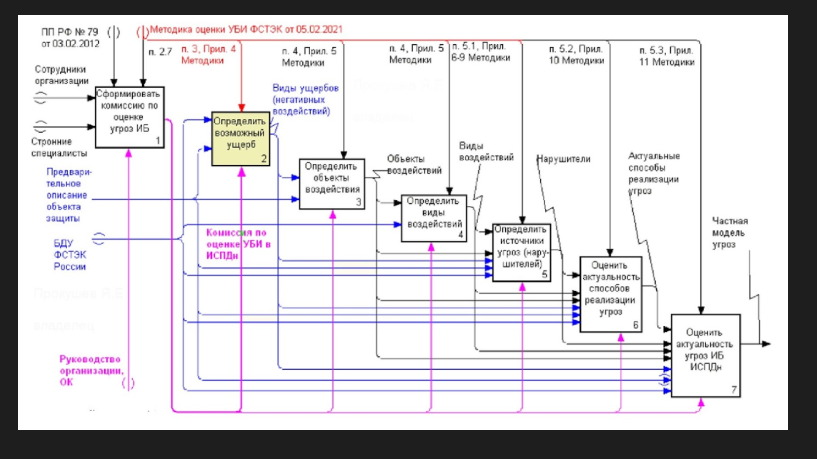 ПП РФ № 79
от 03.02.2012
Методика оценки УБИ ФСТЭК от 05.02.2021
п. 2.7
п. 3, Прил. 4
Методики
п. 4, Прил. 5
Методики
п. 4, Прил. 5
Методики
п. 5.1, Прил.
6-9 Методики
п. 5.2, Прил.
10 Методики
п. 5.3, Прил.
11 Методики
Сотрудники
организации
Стронние
специалисты
Сформировать
комиссию по
оценке
угроз ИБ
1
Виды ущербов
(негативных
воздействий)
Определить
возможный
ущерб
2
Предвари-
тельное
описание
объекта
защиты
БДУ
ФСТЭК
России
Определить
объекты
воздействия
3
Объекты
воздействий
Определить
виды
воздействий
4
Виды
воздействий
Комиссия по
оценке УБИ в
ИСПДн
Определить
источники
угроз (нару-
шителей)
5
Нарушители
Оценить
актуальность
способов
реализации
угроз
6
Актуальные
способы
реализации
угроз
Частная
модель
угроз
Оценить
актуальность
угроз ИБ
ИСПДн
7
Руководство
организации,
ОК